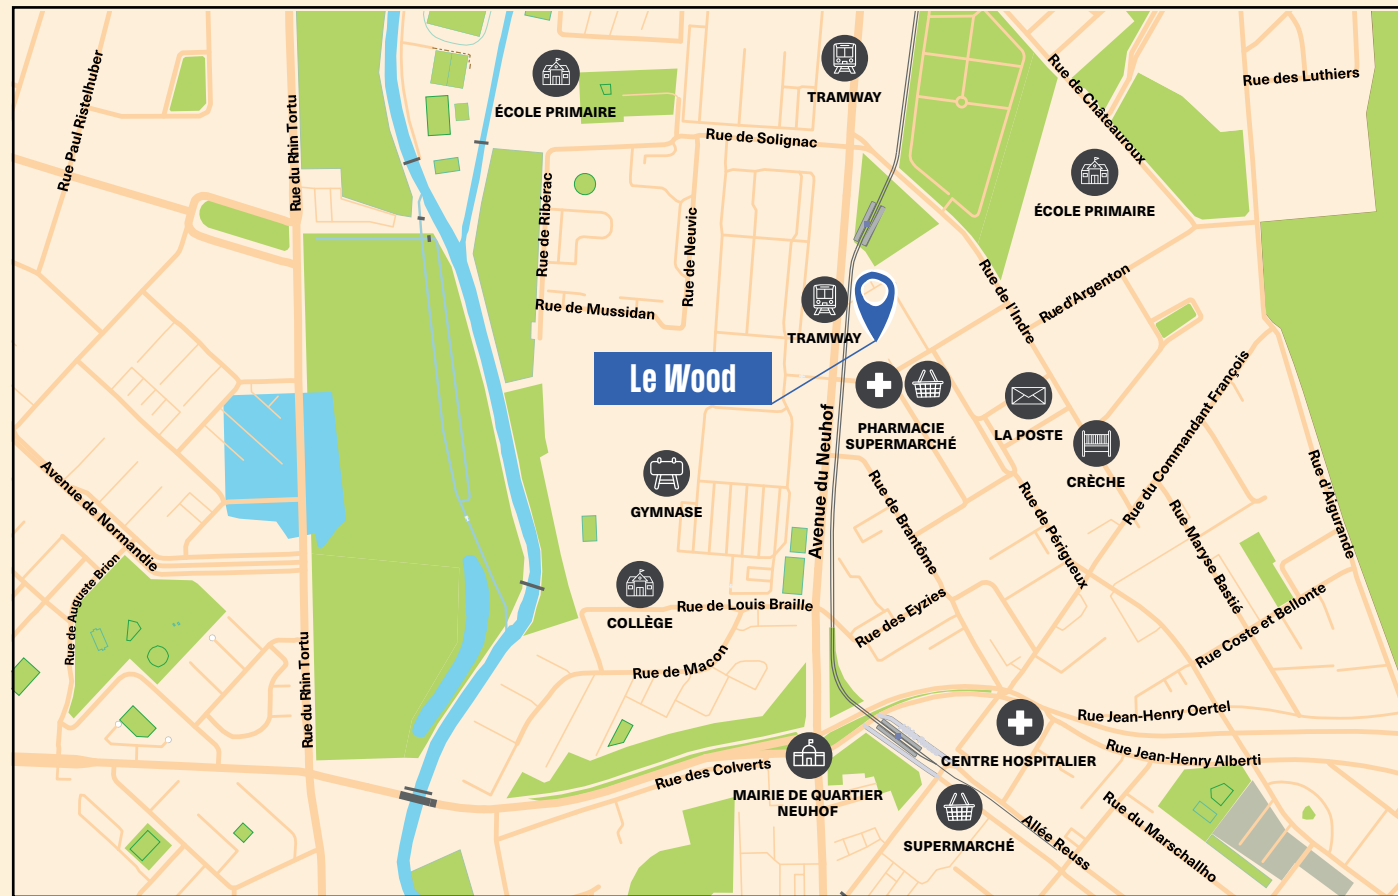 Rue Paul Ristelhuber
Rue du Rhin Tortu
ÉCOLE PRIMAIRE
TRAMWAY
Rue de Châteauroux
Rue des Luthiers
Rue de Solignac
ÉCOLE PRIMAIRE
Rue de Ribérac
Rue de Neuvic
Rue de Mussidan
TRAMWAY
Rue de l'Indre
Rue d'Argenton
Le Wood
PHARMACIE
SUPERMARCHÉ
LA POSTE
CRÈCHE
Rue du Commandant François
Avenue du Neuhof
Avenue de Normandie
GYMNASE
Rue de Brantôme
Rue de Périgueux
Rue Maryse Bastié
Rue d'Aigurande
Rue de Auguste Brion
COLLÈGE
Rue de Louis Braille
Rue des Eyzies
Rue Coste et Bellonte
Rue de Macon
Rue du Rhin Tortu
Rue Jean-Henry Oertel
Rue Jean-Henry Alberti
CENTRE HOSPITALIER
Rue des Colverts
MAIRIE DE QUARTIER
NEUHOF
SUPERMARCHÉ
Allée Reuss
Rue du Marschallho